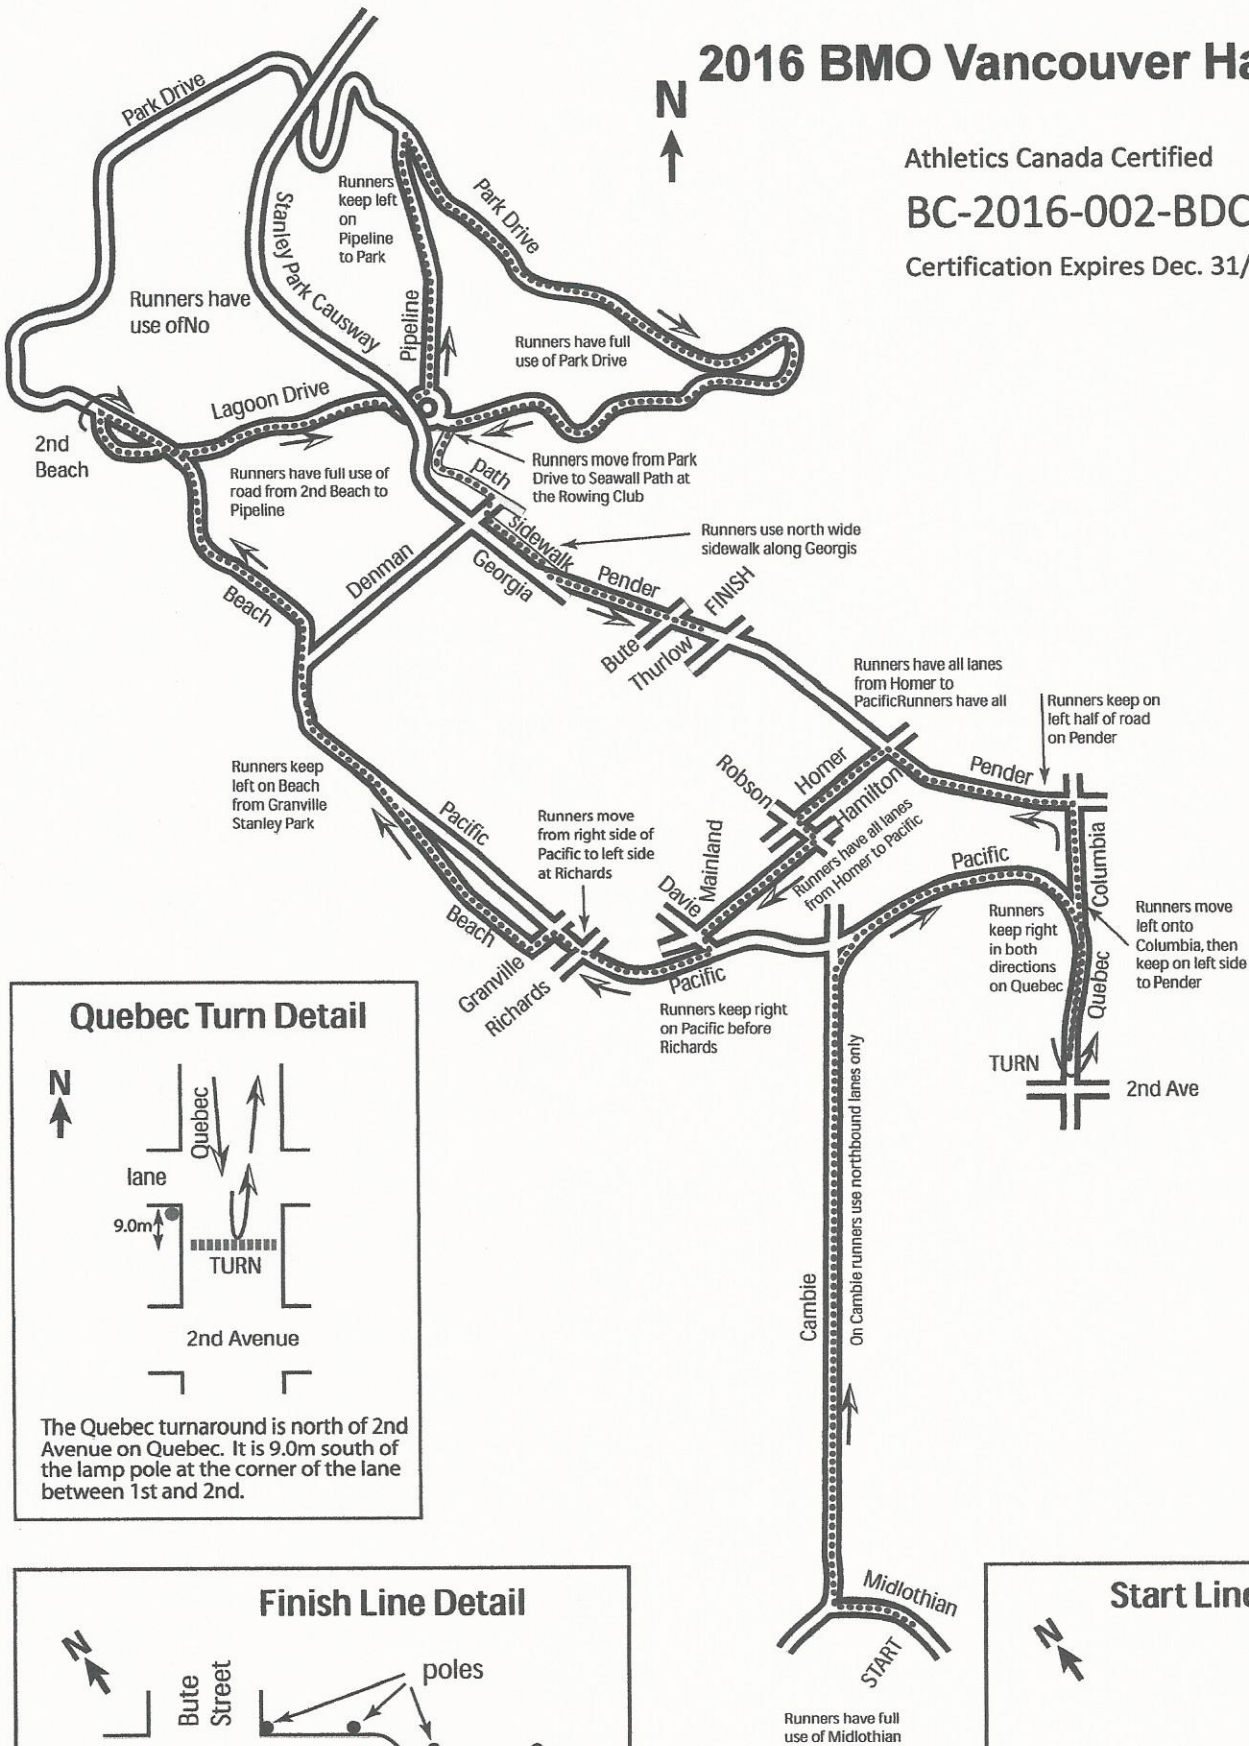 2016 BMO Vancouver Ha
N
Athletics Canada Certified
BC-2016-002-BDC
Certification Expires Dec. 31/
Park Drive
Runners
keep left
on
Pipeline
to Park
Park Drive
Stanley Park Causway
Runners have
use ofNo
Pipeline
Runners have full
use of Park Drive
Lagoon Drive
2nd
Beach
Runners have full use of
road from 2nd Beach to
Pipeline
path
Runners move from Park
Drive to Seawall Path at
the Rowing Club
sidewalk
Runners use north wide
sidewalk along Georgis
Denman
Georgia
Pender
FINISH
Beach
Bute
Thurlow
Runners have all lanes
from Homer to
PacificRunners have all
Runners keep on
left half of road
on Pender
Runners keep
left on Beach
from Granville
Stanley Park
Robson
Homer
Hamilton
Pender
Pacific
Runners move
from right side of
Pacific to left side
at Richards
Mainland
Runners have all lanes
from Homer to Pacific
Davie
Pacific
Columbia
Beach
Granville
Richards
Pacific
Runners
keep right
in both
directions
on Quebec
Quebec
Runners move
left onto
Columbia, then
keep on left side
to Pender
Runners keep right
on Pacific before
Richards
TURN
2nd Ave
On Cambie runners use northbound lanes only
Cambie
Quebec Turn Detail
N
Quebec
lane
9.0m
TURN
2nd Avenue
The Quebec turnaround is north of 2nd
Avenue on Quebec. It is 9.0m south of
the lamp pole at the corner of the lane
between 1st and 2nd.
Midlothian
START
Runners have full
use of Midlothian
Finish Line Detail
N
Bute
Street
poles
Start Line
N